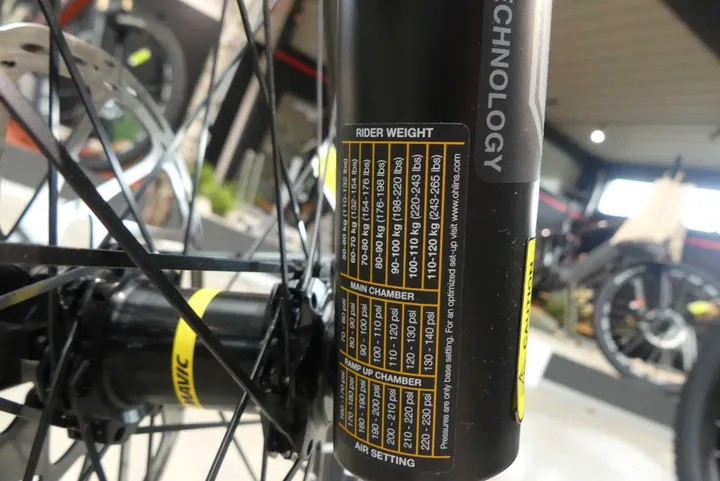 TECHNOLOGY
RIDER WEIGHT
60-70 kg (132-154 lbs)
70-80 kg (154-176 lbs)
80-90 kg (176-198 lbs)
90-100 kg (198-220 lbs)
100-110 kg (220-243 lbs)
110-120 kg (243-265 lbs)
MAIN CHAMBER
80 - 90 psi
90 - 100 psi
100 - 110 psi
110 - 120 psi
120 - 130 psi
130 - 140 psi
RAMP UP CHAMBER
170 - 180 psi
180 - 190 psi
190 - 200 psi
200 - 210 psi
210 - 220 psi
220 - 230 psi
AIR SETTING
Pressures are only base setting. For an optimized set-up visit www.ohlins.com
CAUTION
MAVIC